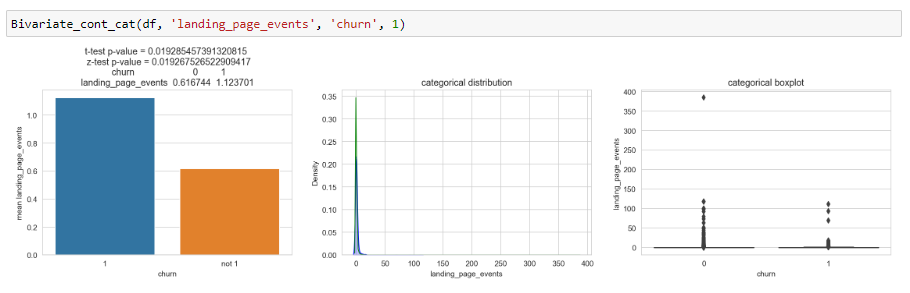 Bivariate_cont_cat(df, 'landing_page_events', 'churn', 1)
t-test p-value = 0.019285457391320815
z-test p-value = 0.019267526522909417
churn 0 1
landing_page_events 0.616744 1.123701
mean landing_page_events
1.0
0.8
0.6
0.4
0.2
0.0
1 not 1
churn
categorical distribution
Density
0.35
0.30
0.25
0.20
0.15
0.10
0.05
0.00
0 50 100 150 200 250 300 350 400
landing_page_events
categorical boxplot
landing_page_events
400
350
300
250
200
150
100
50
0
0 1
churn